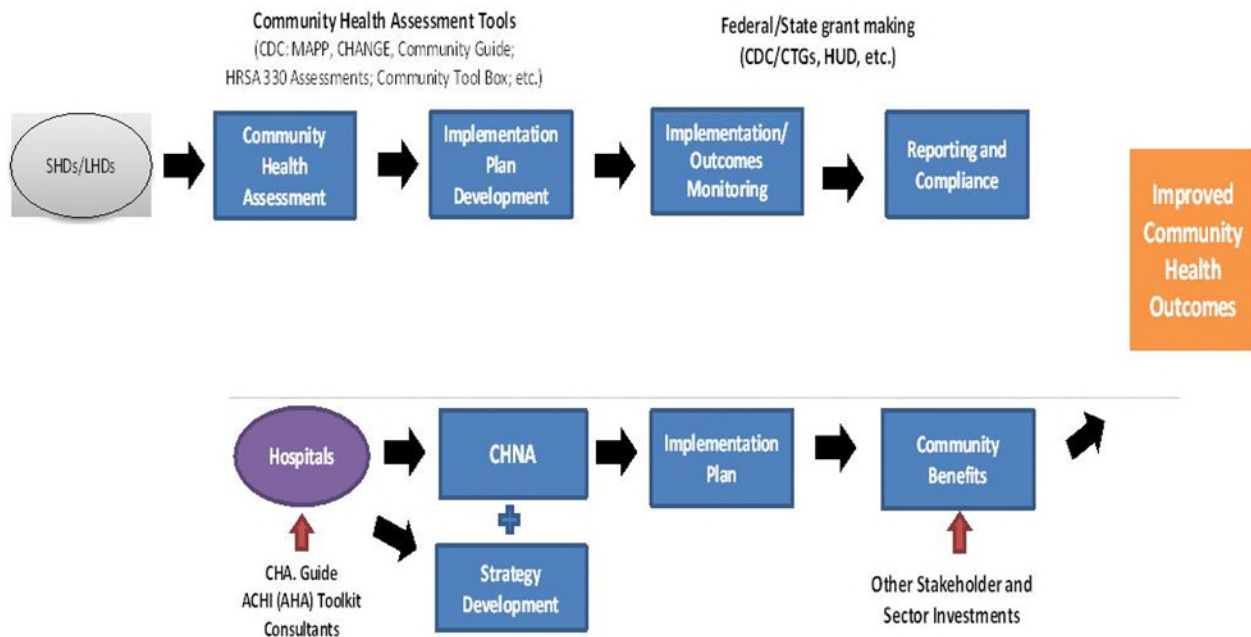 Community Health Assessment Tools
(CDC: MAPP, CHANGE, Community Guide;
HRSA 330 Assessments; Community Tool Box; etc.)
Federal/State grant making
(CDC/CTGs, HUD, etc.)
SHDs/LHDs
Community
Health
Assessment
Implementation
Plan
Development
Implementation/
Outcomes
Monitoring
Reporting and
Compliance
Improved
Community
Health
Outcomes
Hospitals
CHNA
Implementation
Plan
Community
Benefits
Strategy
Development
CHA. Guide
ACHI (AHA) Toolkit
Consultants
Other Stakeholder and
Sector Investments